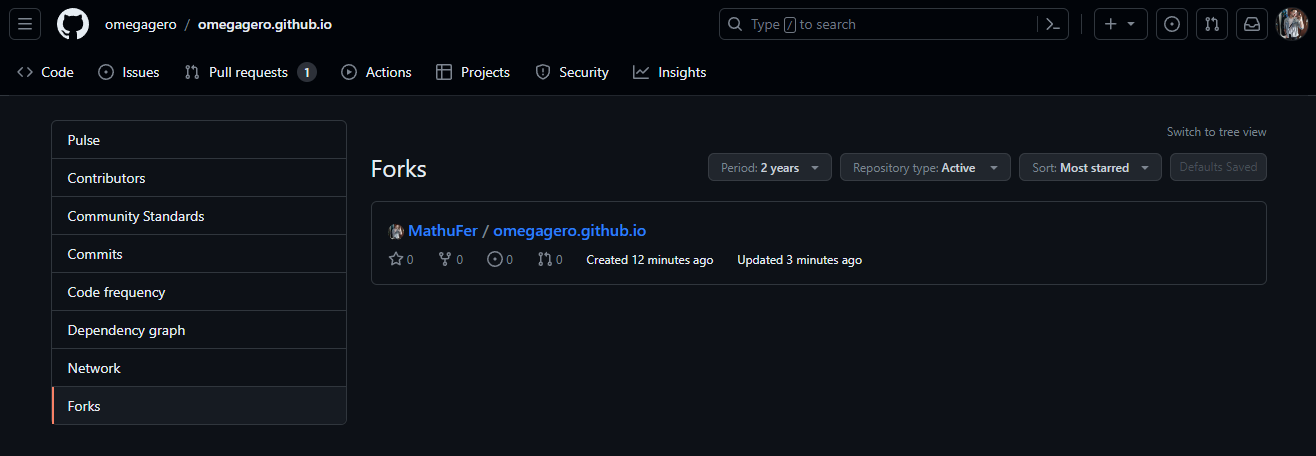 omegagero / omegagero.github.io
Type / to search
Code Issues Pull requests 1 Actions Projects Security Insights
Pulse
Contributors
Community Standards
Commits
Code frequency
Dependency graph
Network
Forks
Switch to tree view
Forks
Period: 2 years Repository type: Active Sort: Most starred Defaults Saved
MathuFer / omegagero.github.io
0 0 0 0 Created 12 minutes ago Updated 3 minutes ago